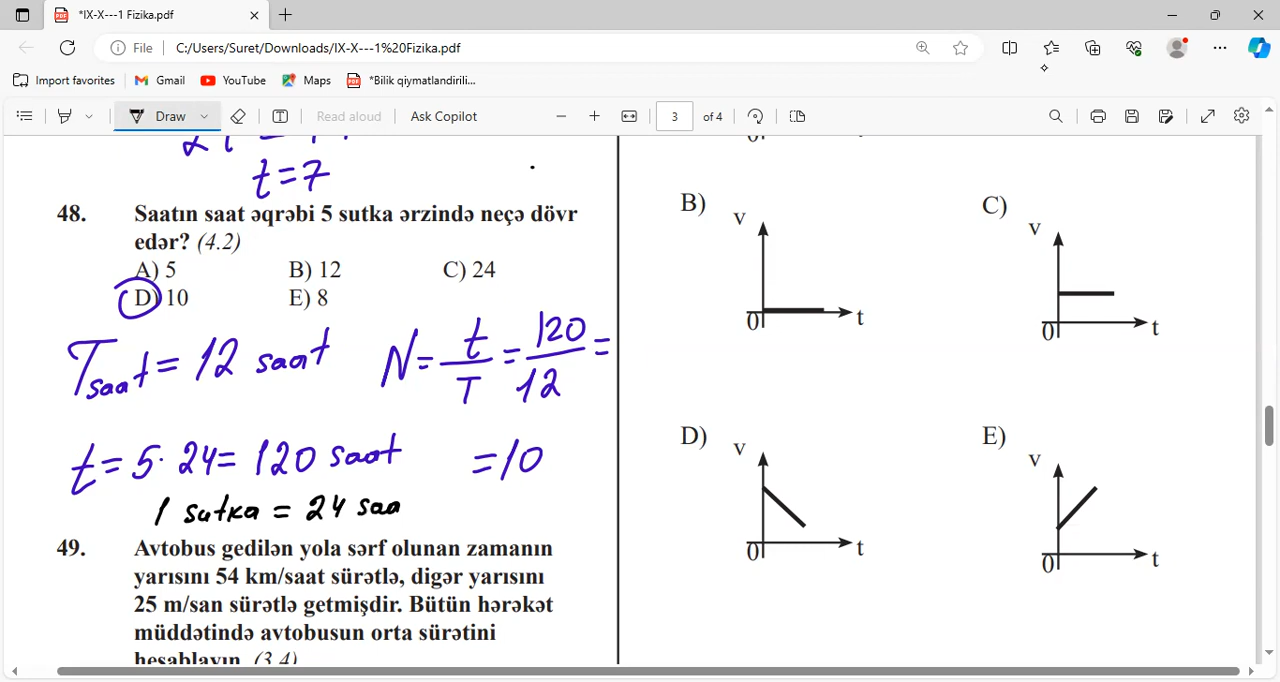 *IX-X---1 Fizika.pdf
File C:/Users/Suret/Downloads/IX-X---1%20Fizika.pdf
Import favorites Gmail YouTube Maps *Bilik qiymatlandirili...
Draw Read aloud Ask Copilot 3 of 4
t=7
48. Saatın saat əqrəbi 5 sutka ərzində neçə dövr
edər? (4.2)
A) 5 B) 12 C) 24
D) 10 E) 8
Tsaat = 12 saat N = t/T = 120/12 =
t = 5 · 24 = 120 saat = 10
1 sutka = 24 saa
49. Avtobus gedilən yola sərf olunan zamanın
yarısını 54 km/saat sürətlə, digər yarısını
25 m/san sürətlə getmişdir. Bütün hərəkət
müddətində avtobusun orta sürətini
hesablayın. (3.4)
B) v 0 t
C) v 0 t
D) v 0 t
E) v 0 t